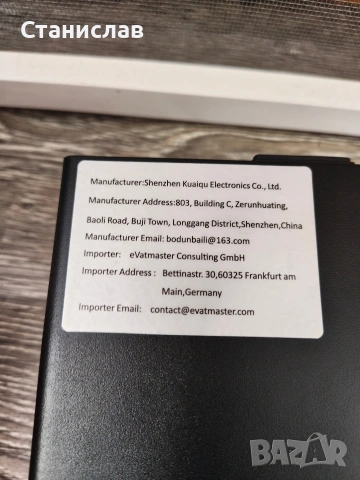 Станислав
Manufacturer:Shenzhen Kuaiqu Electronics Co., Ltd.
Manufacturer Address:803, Building C, Zerunhuating,
Baoli Road, Buji Town, Longgang District,Shenzhen,China
Manufacturer Email: bodunbaili@163.com
Importer: eVatmaster Consulting GmbH
Importer Address : Bettinastr. 30,60325 Frankfurt am
Main,Germany
Importer Email: contact@evatmaster.com
BAZAR
bg